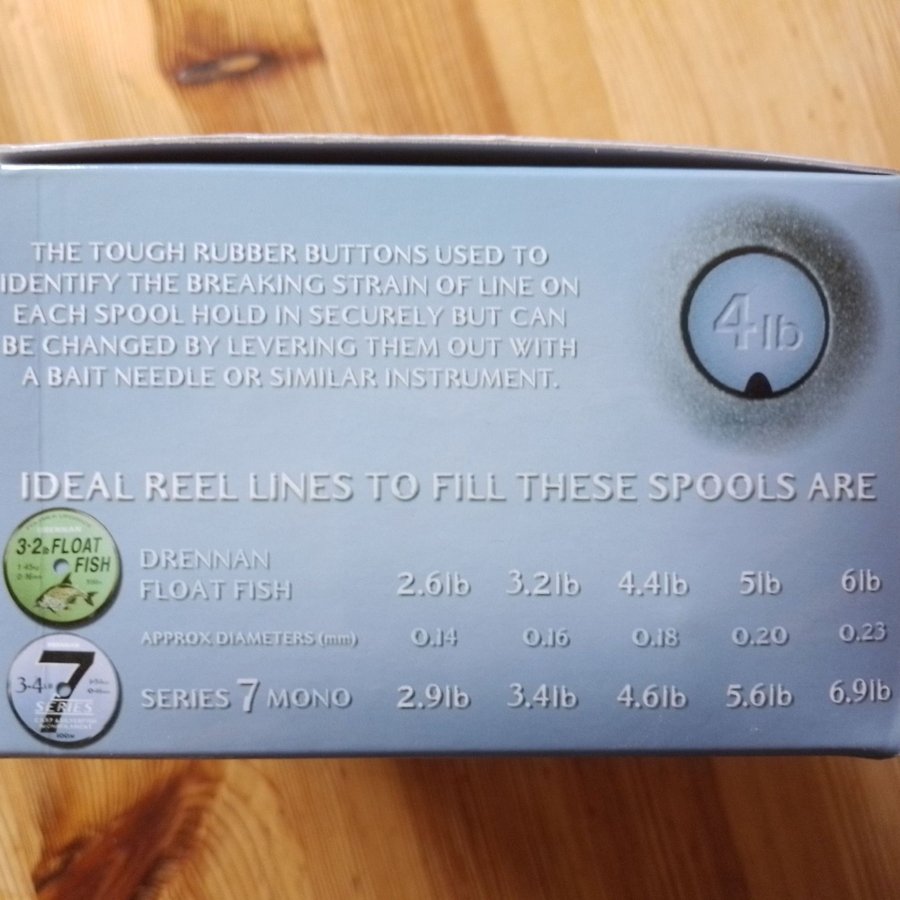 THE TOUGH RUBBER BUTTONS USED TO
IDENTIFY THE BREAKING STRAIN OF LINE ON
EACH SPOOL HOLD IN SECURELY BUT CAN
BE CHANGED BY LEVERING THEM OUT WITH
A BAIT NEEDLE OR SIMILAR INSTRUMENT.
4lb
IDEAL REEL LINES TO FILL THESE SPOOLS ARE
DRENNAN
3·2lb FLOAT
FISH
DRENNAN
FLOAT FISH 2.6lb 3.2lb 4.4lb 5lb 6lb
APPROX DIAMETERS (mm) 0.14 0.16 0.18 0.20 0.23
7
3·4lb
SERIES
SERIES 7 MONO 2.9lb 3.4lb 4.6lb 5.6lb 6.9lb